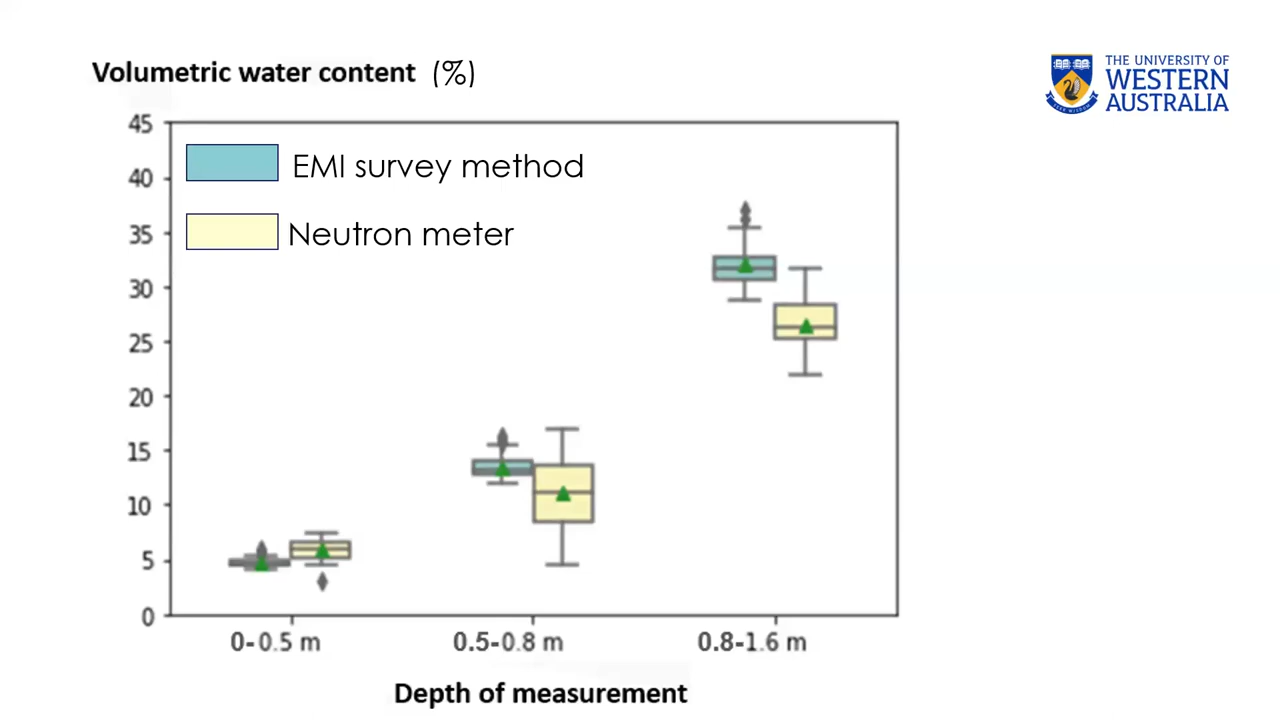 Volumetric water content (%)
THE UNIVERSITY OF
WESTERN
AUSTRALIA
45
40
35
30
25
20
15
10
5
0
EMI survey method
Neutron meter
0-0.5 m
0.5-0.8 m
0.8-1.6 m
Depth of measurement